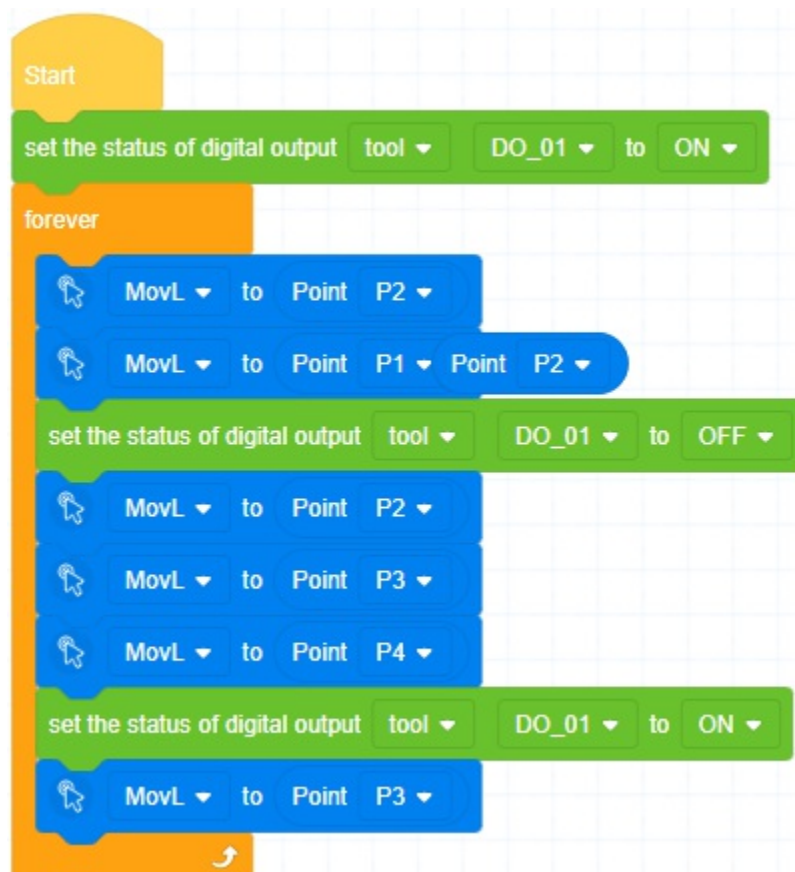 Start
set the status of digital output tool DO_01 to ON
forever
MovL to Point P2
MovL to Point P1 Point P2
set the status of digital output tool DO_01 to OFF
MovL to Point P2
MovL to Point P3
MovL to Point P4
set the status of digital output tool DO_01 to ON
MovL to Point P3